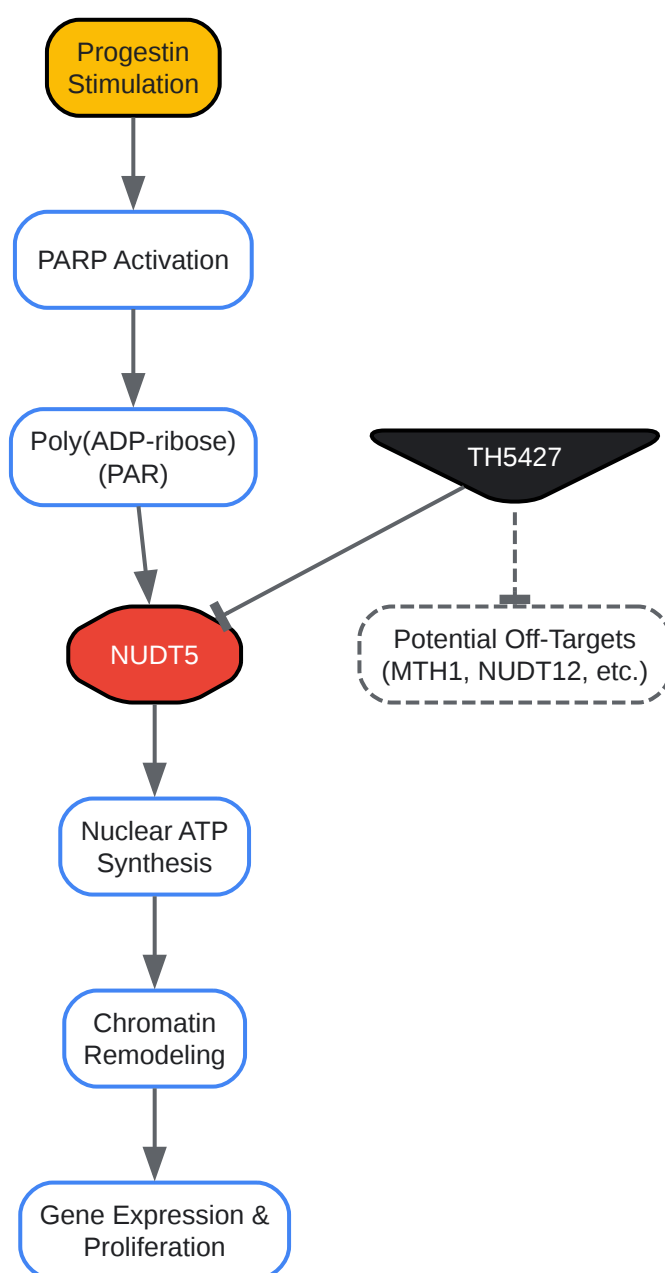 Progestin
Stimulation
PARP Activation
Poly(ADP-ribose)
(PAR)
TH5427
NUDT5
Potential Off-Targets
(MTH1, NUDT12, etc.)
Nuclear ATP
Synthesis
Chromatin
Remodeling
Gene Expression &
Proliferation